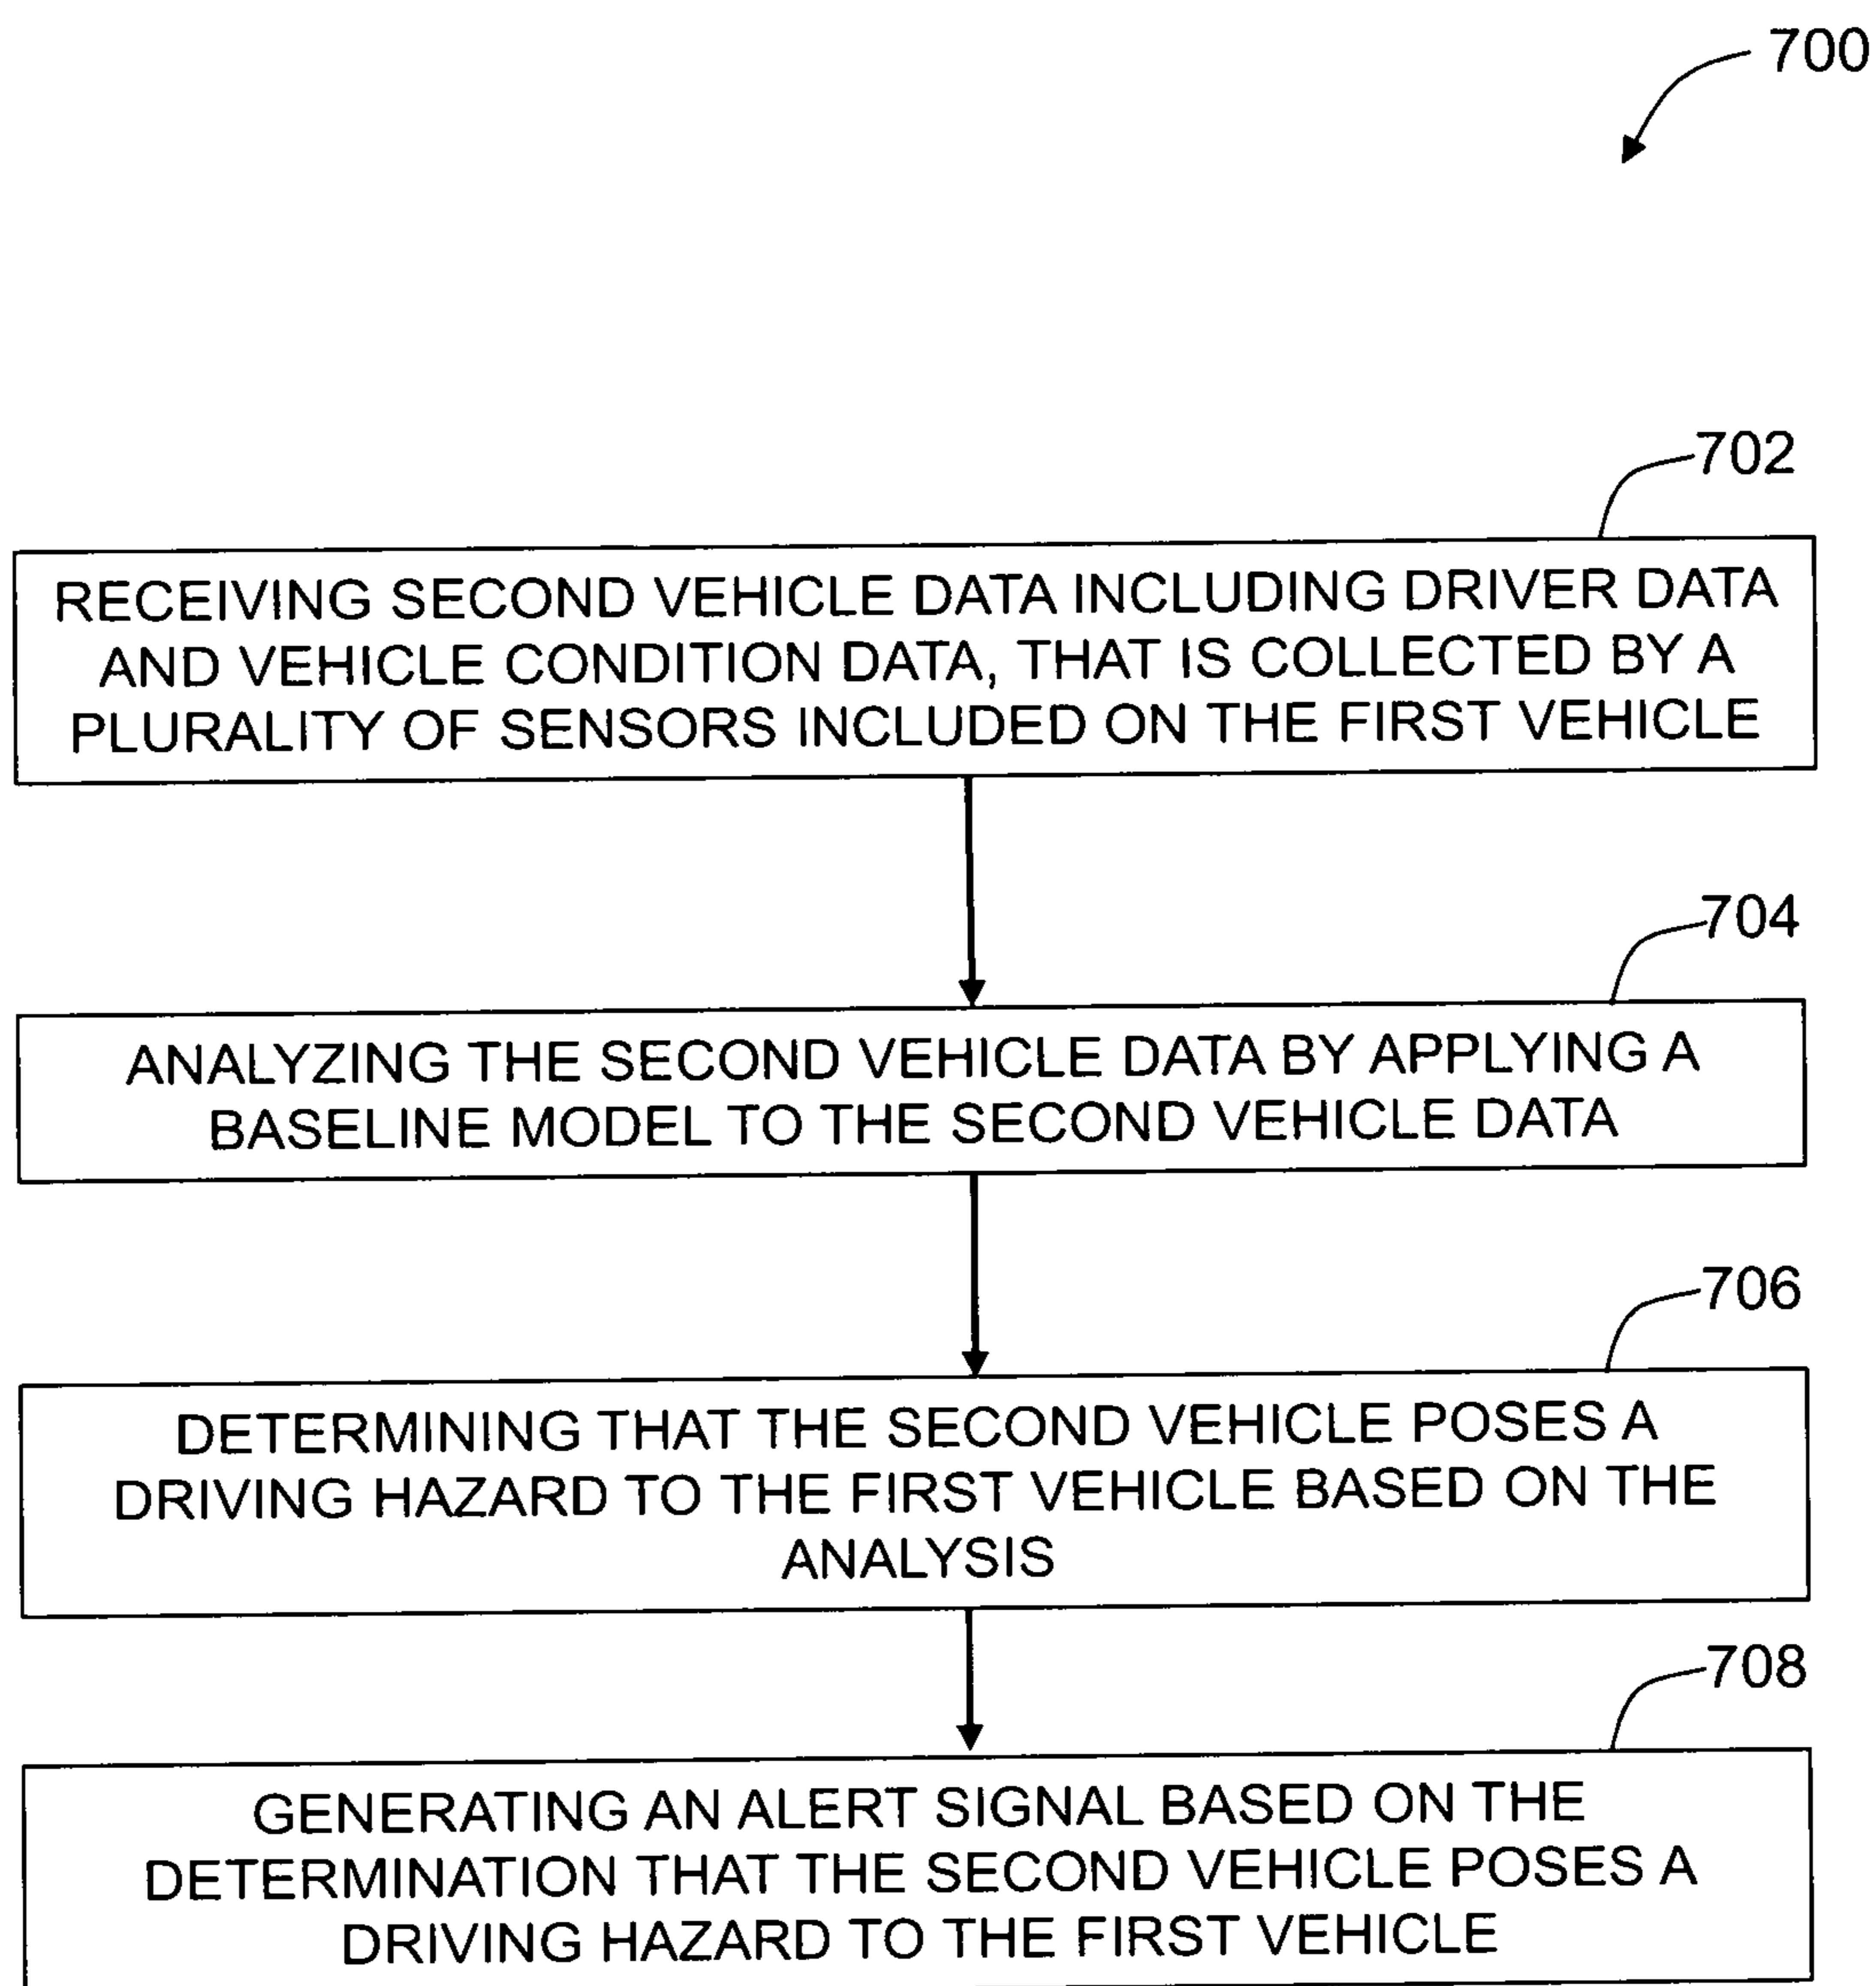 700
702
RECEIVING SECOND VEHICLE DATA INCLUDING DRIVER DATA
AND VEHICLE CONDITION DATA, THAT IS COLLECTED BY A
PLURALITY OF SENSORS INCLUDED ON THE FIRST VEHICLE
704
ANALYZING THE SECOND VEHICLE DATA BY APPLYING A
BASELINE MODEL TO THE SECOND VEHICLE DATA
706
DETERMINING THAT THE SECOND VEHICLE POSES A
DRIVING HAZARD TO THE FIRST VEHICLE BASED ON THE
ANALYSIS
708
GENERATING AN ALERT SIGNAL BASED ON THE
DETERMINATION THAT THE SECOND VEHICLE POSES A
DRIVING HAZARD TO THE FIRST VEHICLE